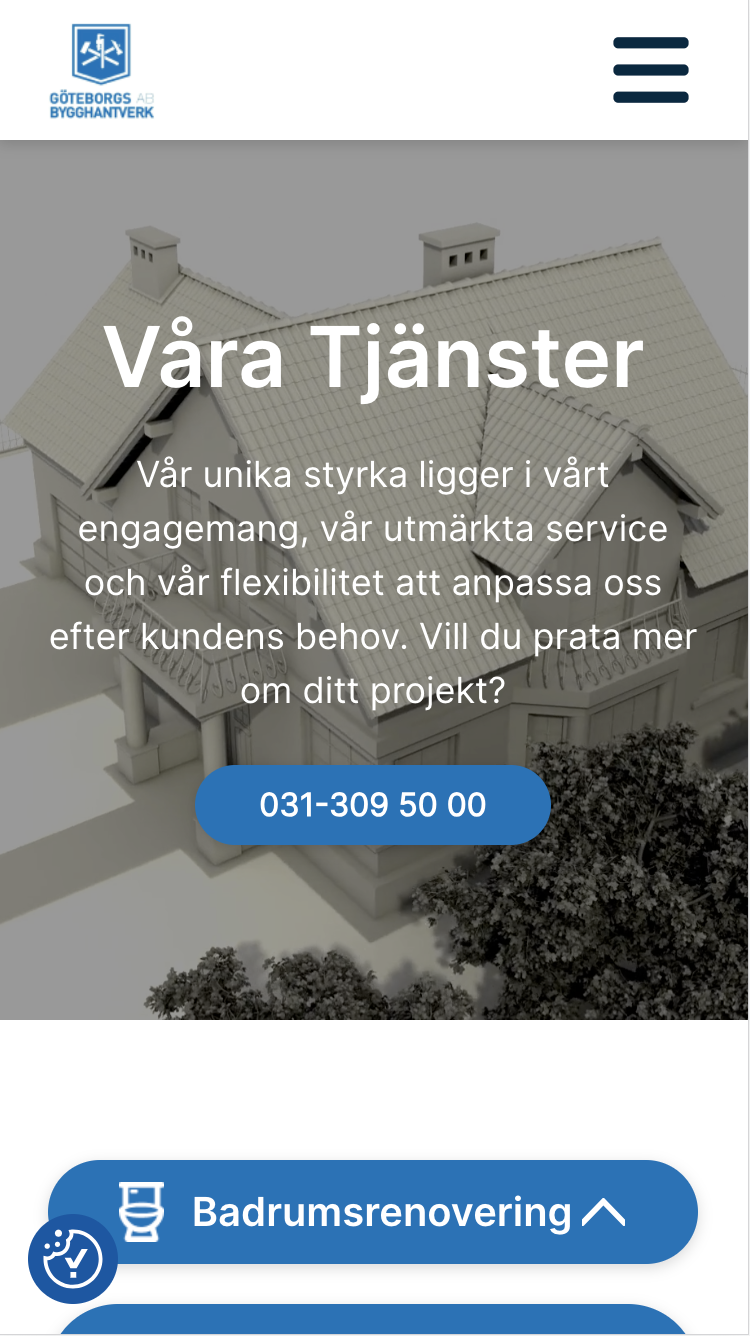 GÖTEBORGS AB
BYGGHANTVERK
Våra Tjänster
Vår unika styrka ligger i vårt
engagemang, vår utmärkta service
och vår flexibilitet att anpassa oss
efter kundens behov. Vill du prata mer
om ditt projekt?
031-309 50 00
Badrumsrenovering